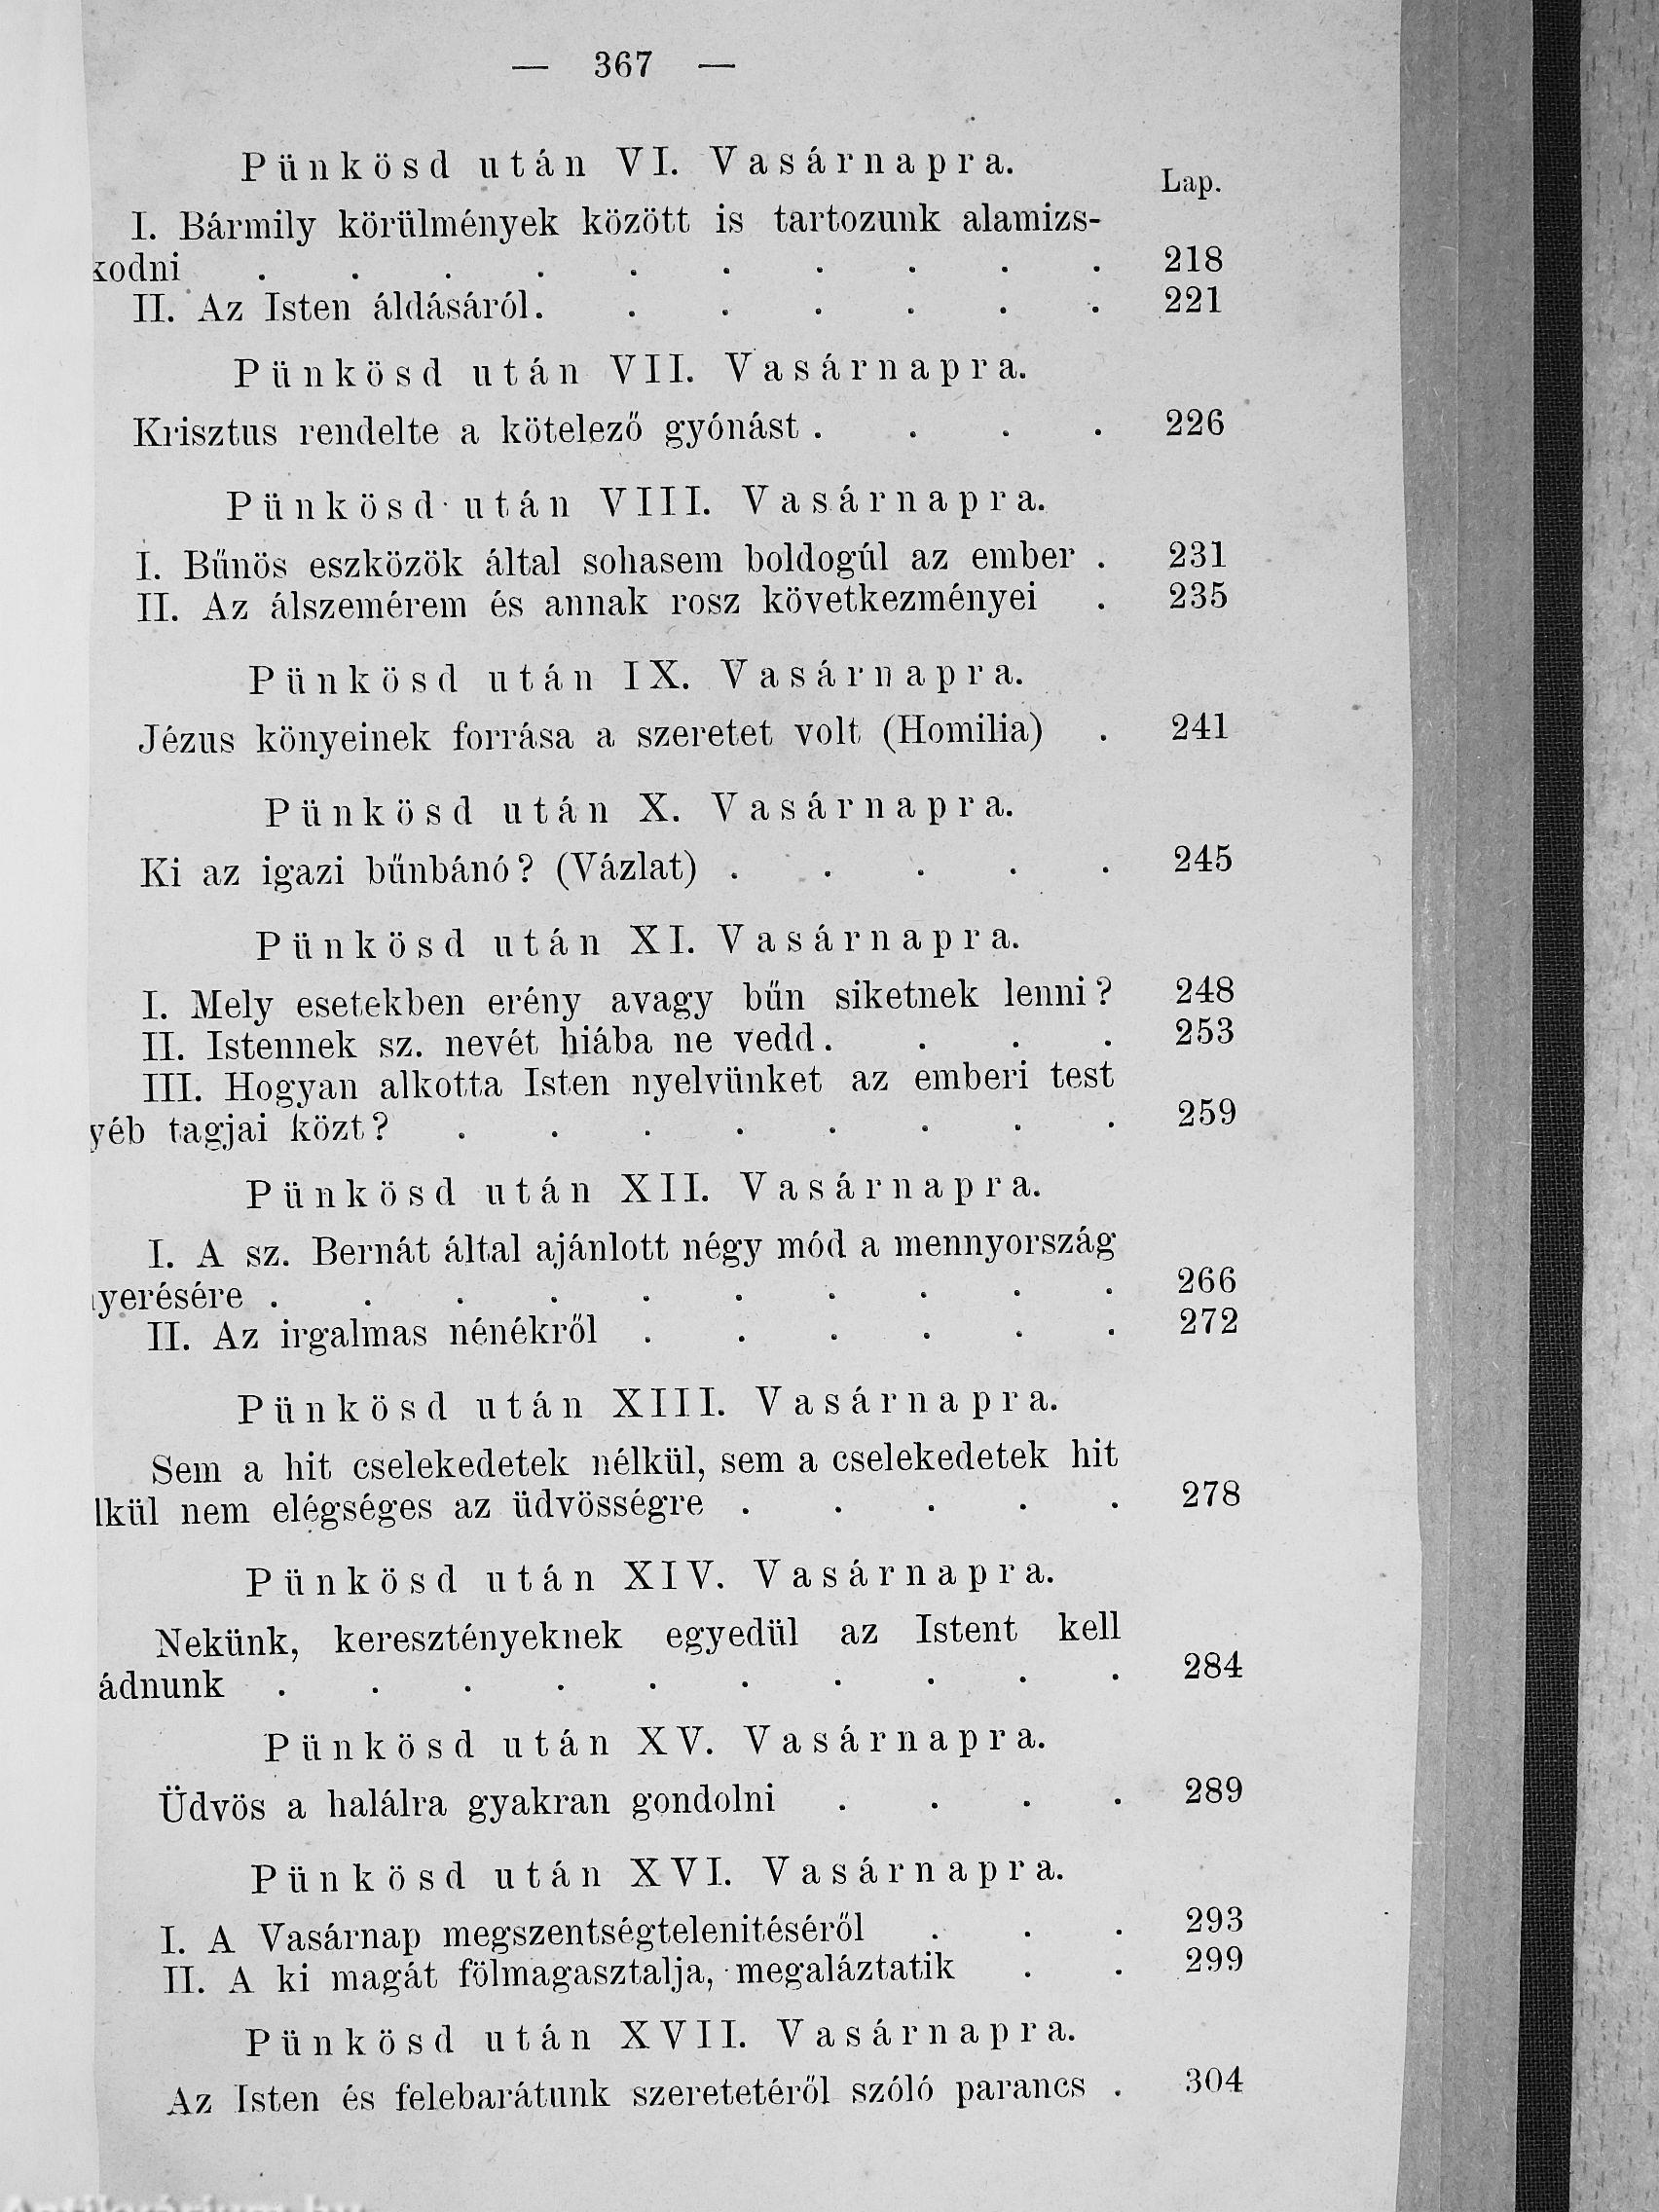 — 367 —
Pünkösd után VI. Vasárnapra.
Lap.
I. Bármily körülmények között is tartozunk alamizs-
kodni . . . . . . . . . . 218
II. Az Isten áldásáról. . . . . . . 221
Pünkösd után VII. Vasárnapra.
Krisztus rendelte a kötelező gyónást . . . . 226
Pünkösd után VIII. Vasárnapra.
I. Bűnös eszközök által sohasem boldogúl az ember . 231
II. Az álszemérem és annak rosz következményei . 235
Pünkösd után IX. Vasárnapra.
Jézus könyeinek forrása a szeretet volt (Homilia) . 241
Pünkösd után X. Vasárnapra.
Ki az igazi bűnbánó? (Vázlat) . . . . . 245
Pünkösd után XI. Vasárnapra.
I. Mely esetekben erény avagy bűn siketnek lenni? 248
II. Istennek sz. nevét hiába ne vedd. . . . 253
III. Hogyan alkotta Isten nyelvünket az emberi test
yéb tagjai közt? . . . . . . . . 259
Pünkösd után XII. Vasárnapra.
I. A sz. Bernát által ajánlott négy mód a mennyország
yerésére . . . . . . . . . . 266
II. Az irgalmas nénékről . . . . . . 272
Pünkösd után XIII. Vasárnapra.
Sem a hit cselekedetek nélkül, sem a cselekedetek hit
lkül nem elégséges az üdvösségre . . . . . 278
Pünkösd után XIV. Vasárnapra.
Nekünk, keresztényeknek egyedül az Istent kell
ádnunk . . . . . . . . . . 284
Pünkösd után XV. Vasárnapra.
Üdvös a halálra gyakran gondolni . . . . 289
Pünkösd után XVI. Vasárnapra.
I. A Vasárnap megszentségtelenitéséről . . . 293
II. A ki magát fölmagasztalja, megaláztatik . . 299
Pünkösd után XVII. Vasárnapra.
Az Isten és felebarátunk szeretetéről szóló parancs . 304